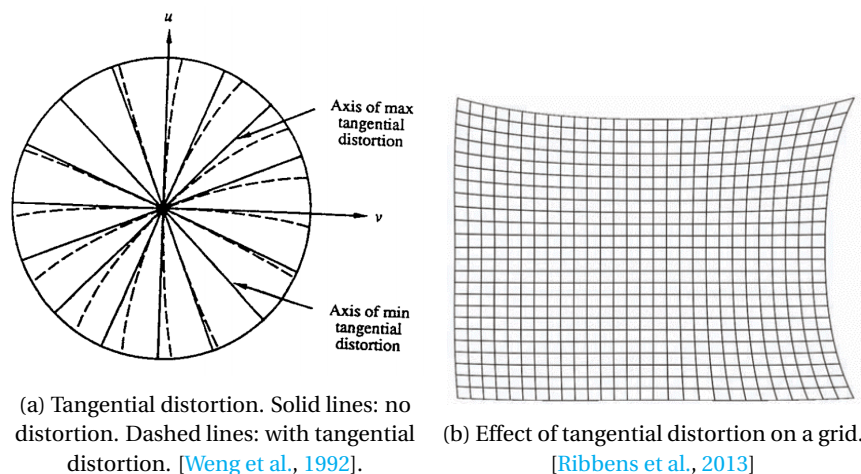 u
Axis of max
tangential
distortion
v
Axis of min
tangential
distortion
(a) Tangential distortion. Solid lines: no
distortion. Dashed lines: with tangential
distortion. [Weng et al., 1992].
(b) Effect of tangential distortion on a grid.
[Ribbens et al., 2013]